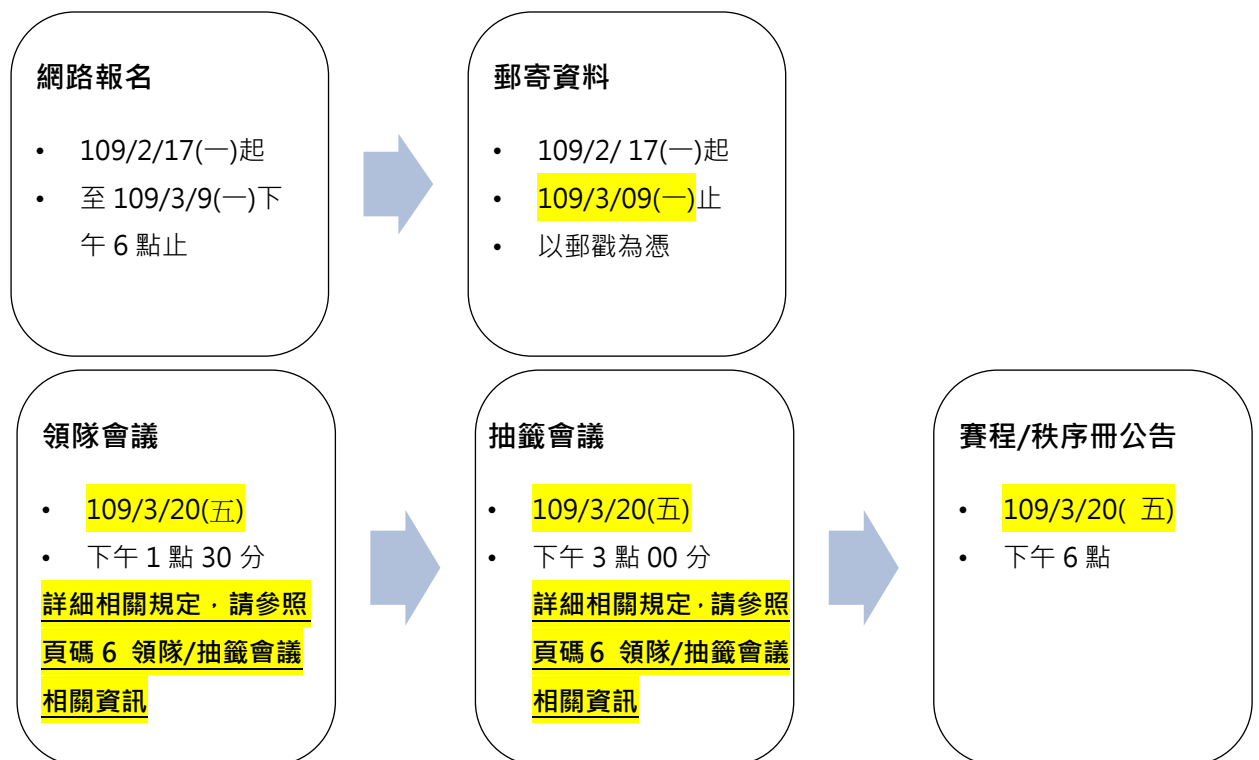 網路報名
• 109/2/17(一)起
• 至 109/3/9(一)下
午 6 點止
郵寄資料
• 109/2/ 17(一)起
• 109/3/09(一)止
• 以郵戳為憑
領隊會議
• 109/3/20(五)
• 下午 1 點 30 分
詳細相關規定，請參照
頁碼 6 領隊/抽籤會議
相關資訊
抽籤會議
• 109/3/20(五)
• 下午 3 點 00 分
詳細相關規定，請參照
頁碼 6 領隊/抽籤會議
相關資訊
賽程/秩序冊公告
• 109/3/20( 五)
• 下午 6 點